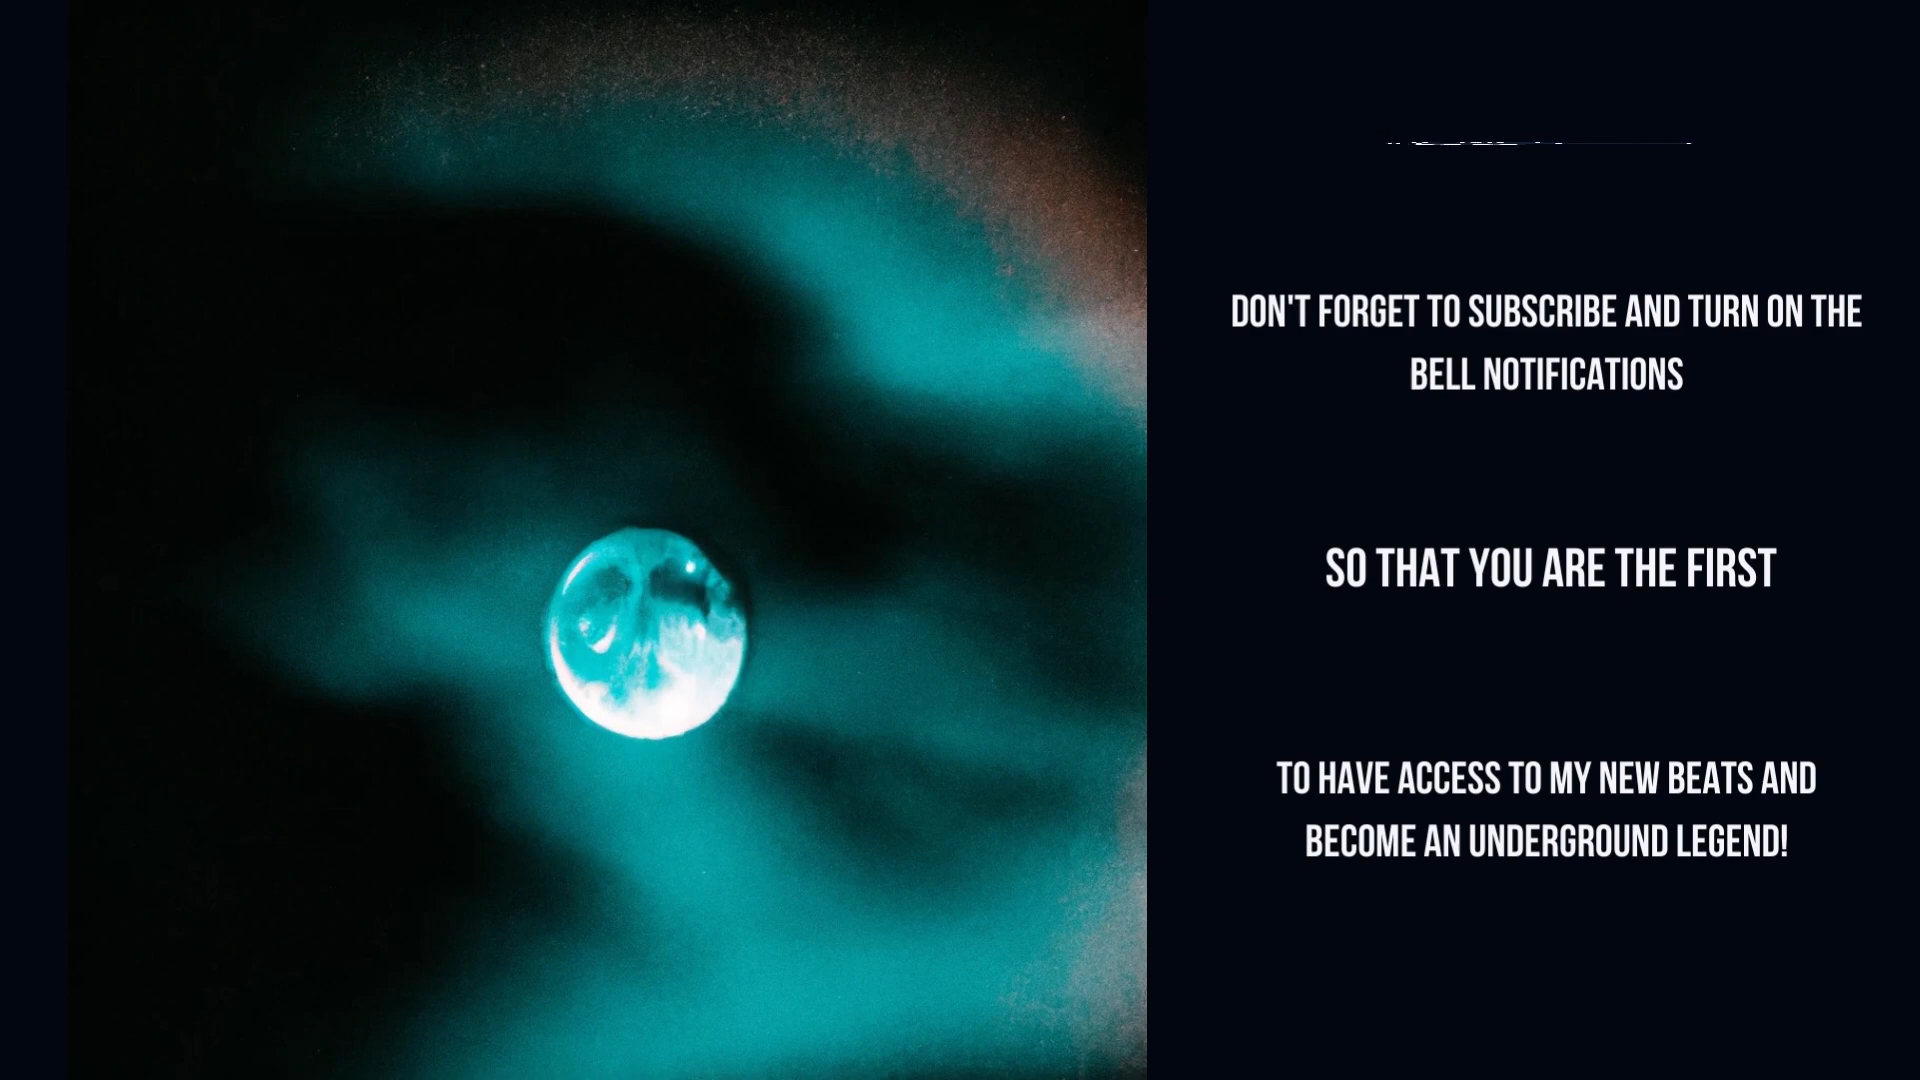 DON'T FORGET TO SUBSCRIBE AND TURN ON THE
BELL NOTIFICATIONS
SO THAT YOU ARE THE FIRST
TO HAVE ACCESS TO MY NEW BEATS AND
BECOME AN UNDERGROUND LEGEND!